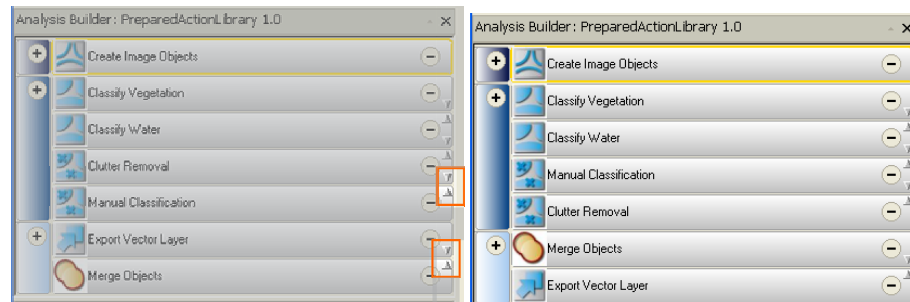 Analysis Builder: PreparedActionLibrary 1.0
Create Image Objects
Classify Vegetation
Classify Water
Clutter Removal
Manual Classification
Export Vector Layer
Merge Objects
Analysis Builder: PreparedActionLibrary 1.0
Create Image Objects
Classify Vegetation
Classify Water
Manual Classification
Clutter Removal
Merge Objects
Export Vector Layer